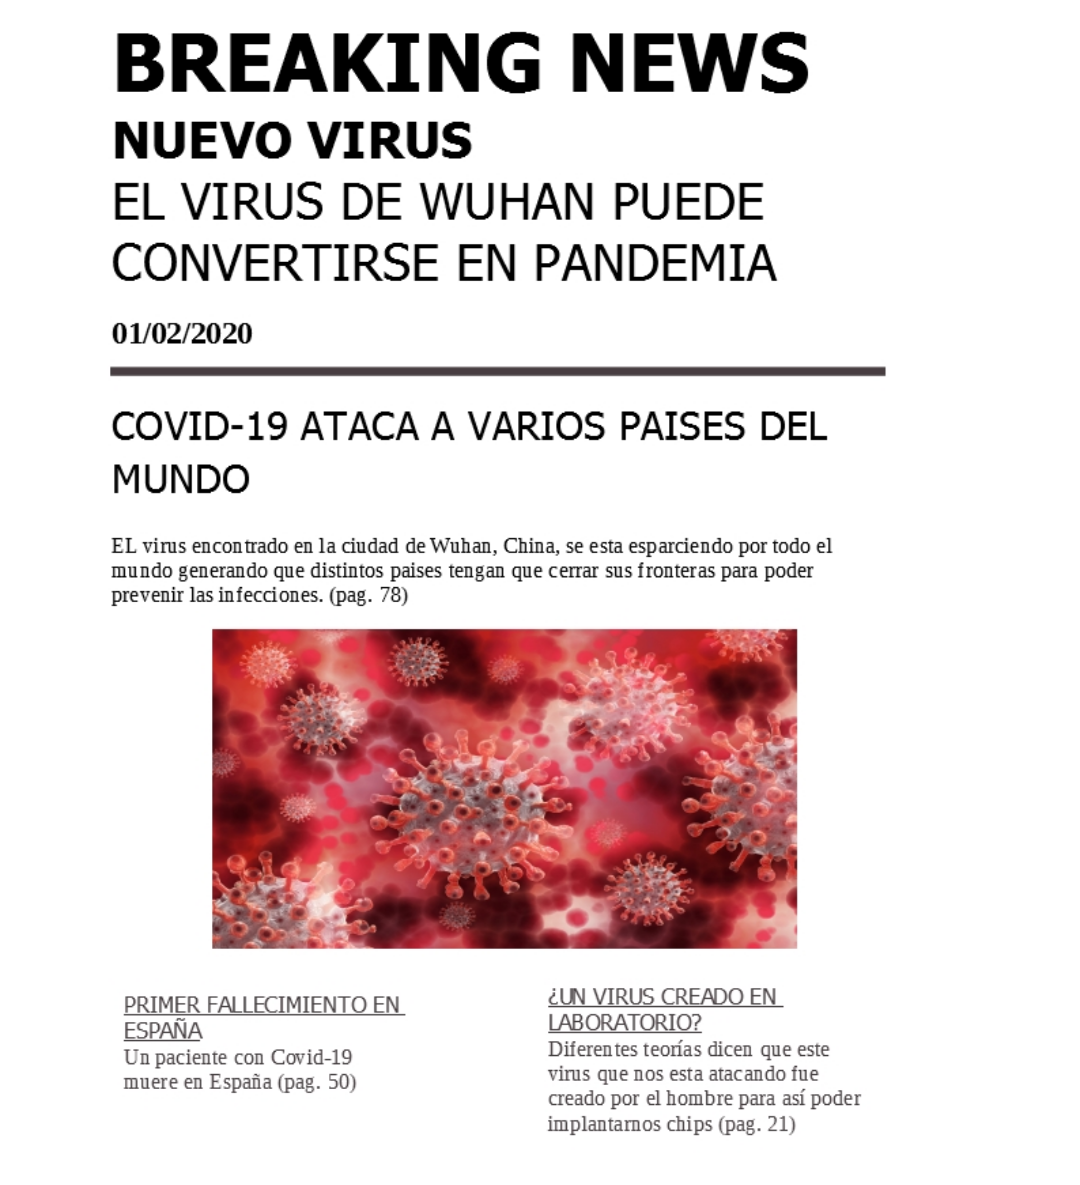 BREAKING NEWS
NUEVO VIRUS
EL VIRUS DE WUHAN PUEDE
CONVERTIRSE EN PANDEMIA
01/02/2020
COVID-19 ATACA A VARIOS PAISES DEL
MUNDO
EL virus encontrado en la ciudad de Wuhan, China, se esta esparciendo por todo el
mundo generando que distintos paises tengan que cerrar sus fronteras para poder
prevenir las infecciones. (pag. 78)
PRIMER FALLECIMIENTO EN
ESPAÑA
Un paciente con Covid-19
muere en España (pag. 50)
¿UN VIRUS CREADO EN
LABORATORIO?
Diferentes teorías dicen que este
virus que nos esta atacando fue
creado por el hombre para así poder
implantarnos chips (pag. 21)